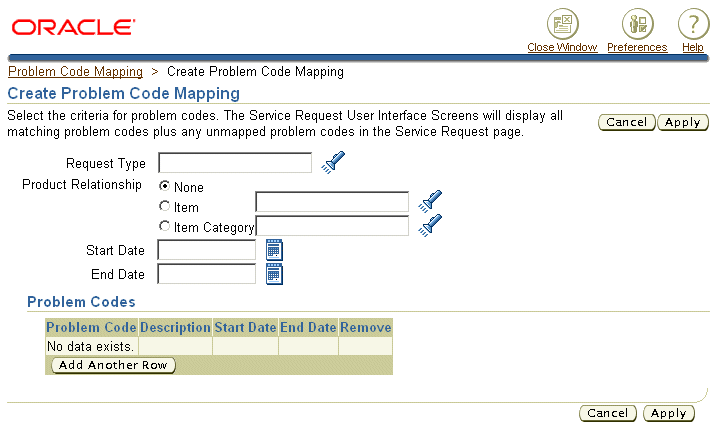 ORACLE
Close Window Preferences Help
Problem Code Mapping > Create Problem Code Mapping
Create Problem Code Mapping
Select the criteria for problem codes. The Service Request User Interface Screens will display all
matching problem codes plus any unmapped problem codes in the Service Request page.
Cancel Apply
Request Type
Product Relationship None
Item
Item Category
Start Date
End Date
Problem Codes
Problem Code Description Start Date End Date Remove
No data exists.
Add Another Row
Cancel Apply